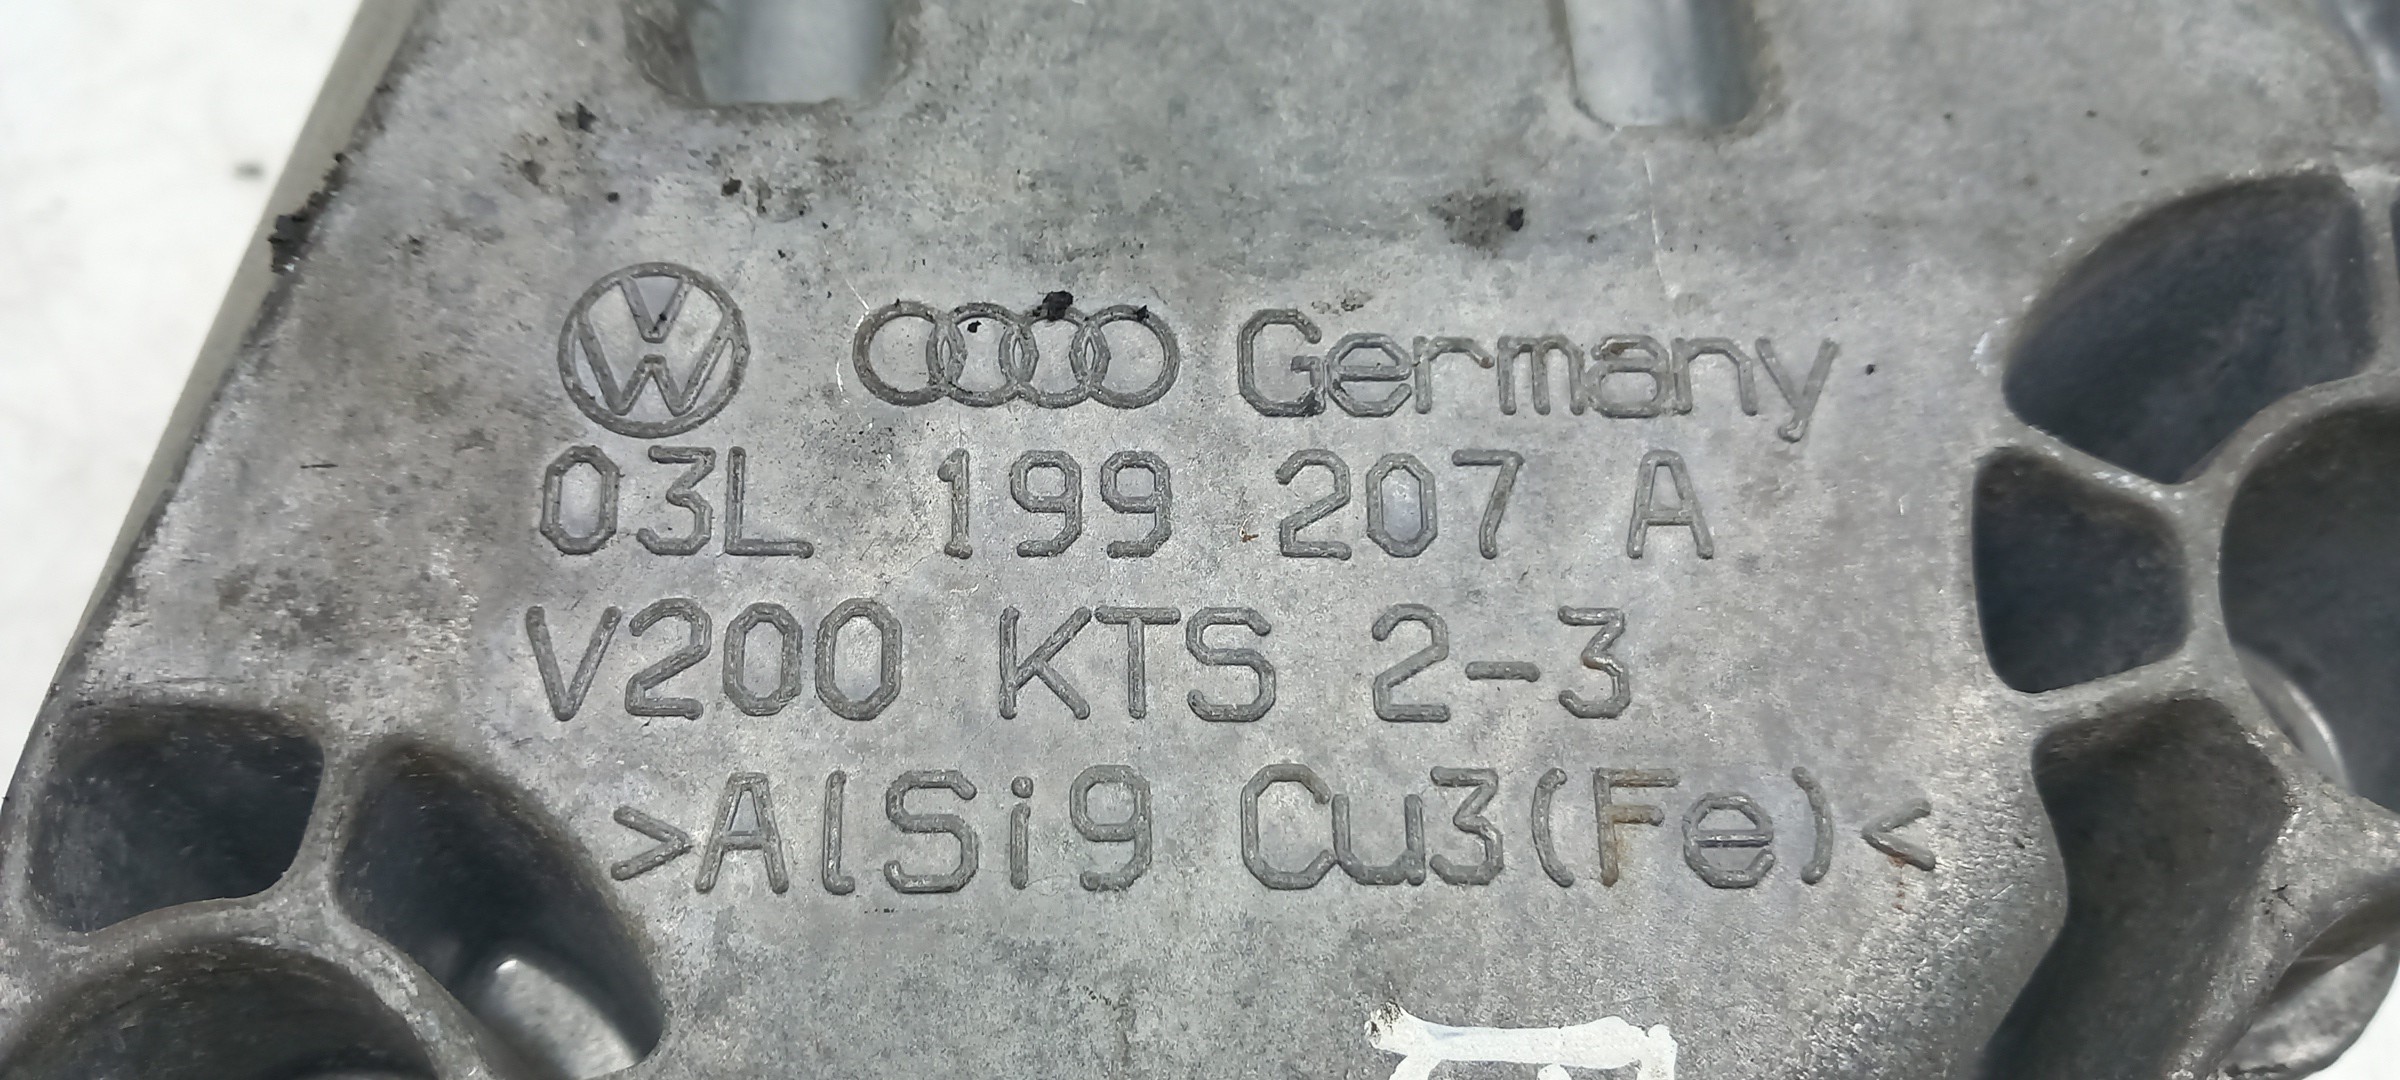 Germany
03L 199 207 A
V200 KTS 2-3
>AlSi9 Cu3(Fe)<